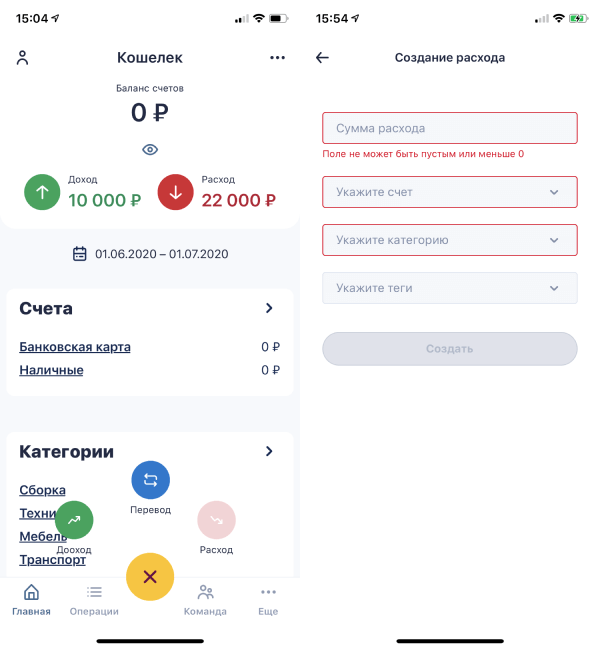 15:04
Кошелек
Баланс счетов
0 ₽
Доход
10 000 ₽
Расход
22 000 ₽
01.06.2020 – 01.07.2020
Счета
Банковская карта 0 ₽
Наличные 0 ₽
Категории
Сборка
Перевод
Техни
Мебель
Дооход
Расход
Транспорт
Главная
Операции
Команда
Еще
15:54
Создание расхода
Сумма расхода
Поле не может быть пустым или меньше 0
Укажите счет
Укажите категорию
Укажите теги
Создать